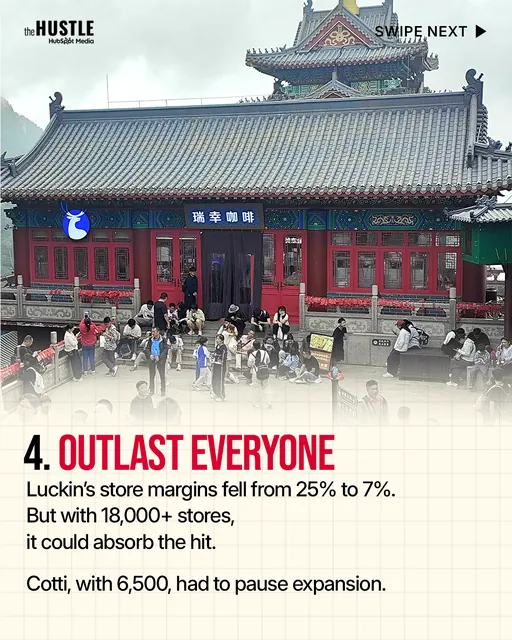 the HUSTLE
HubSpot Media
SWIPE NEXT ▶
瑞幸咖啡
4. OUTLAST EVERYONE
Luckin's store margins fell from 25% to 7%.
But with 18,000+ stores,
it could absorb the hit.
Cotti, with 6,500, had to pause expansion.